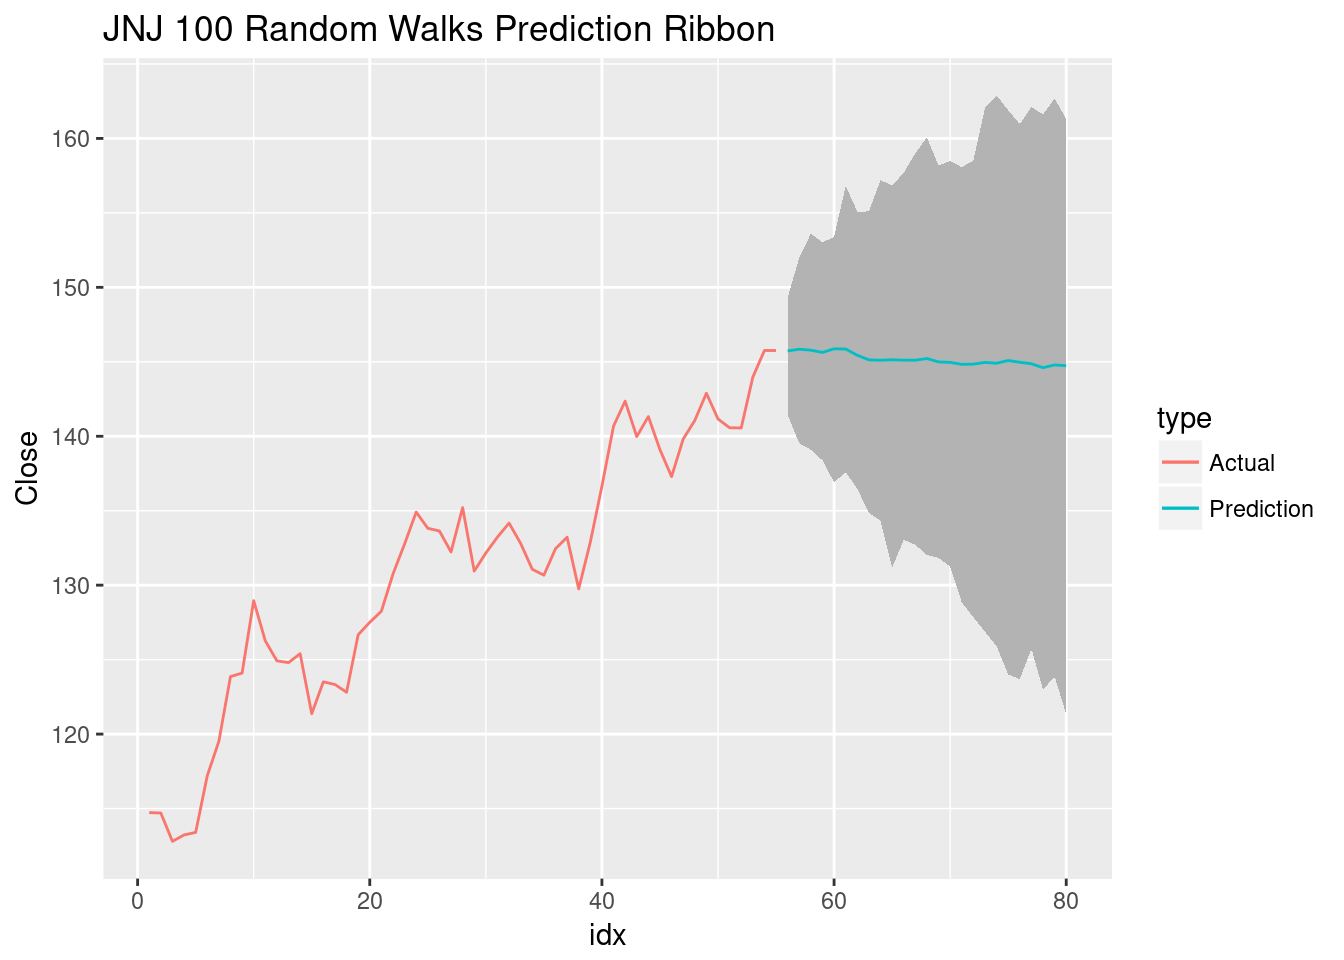 JNJ 100 Random Walks Prediction Ribbon
160
150
140
130
120
Close
0 20 40 60 80
idx
type
Actual
Prediction